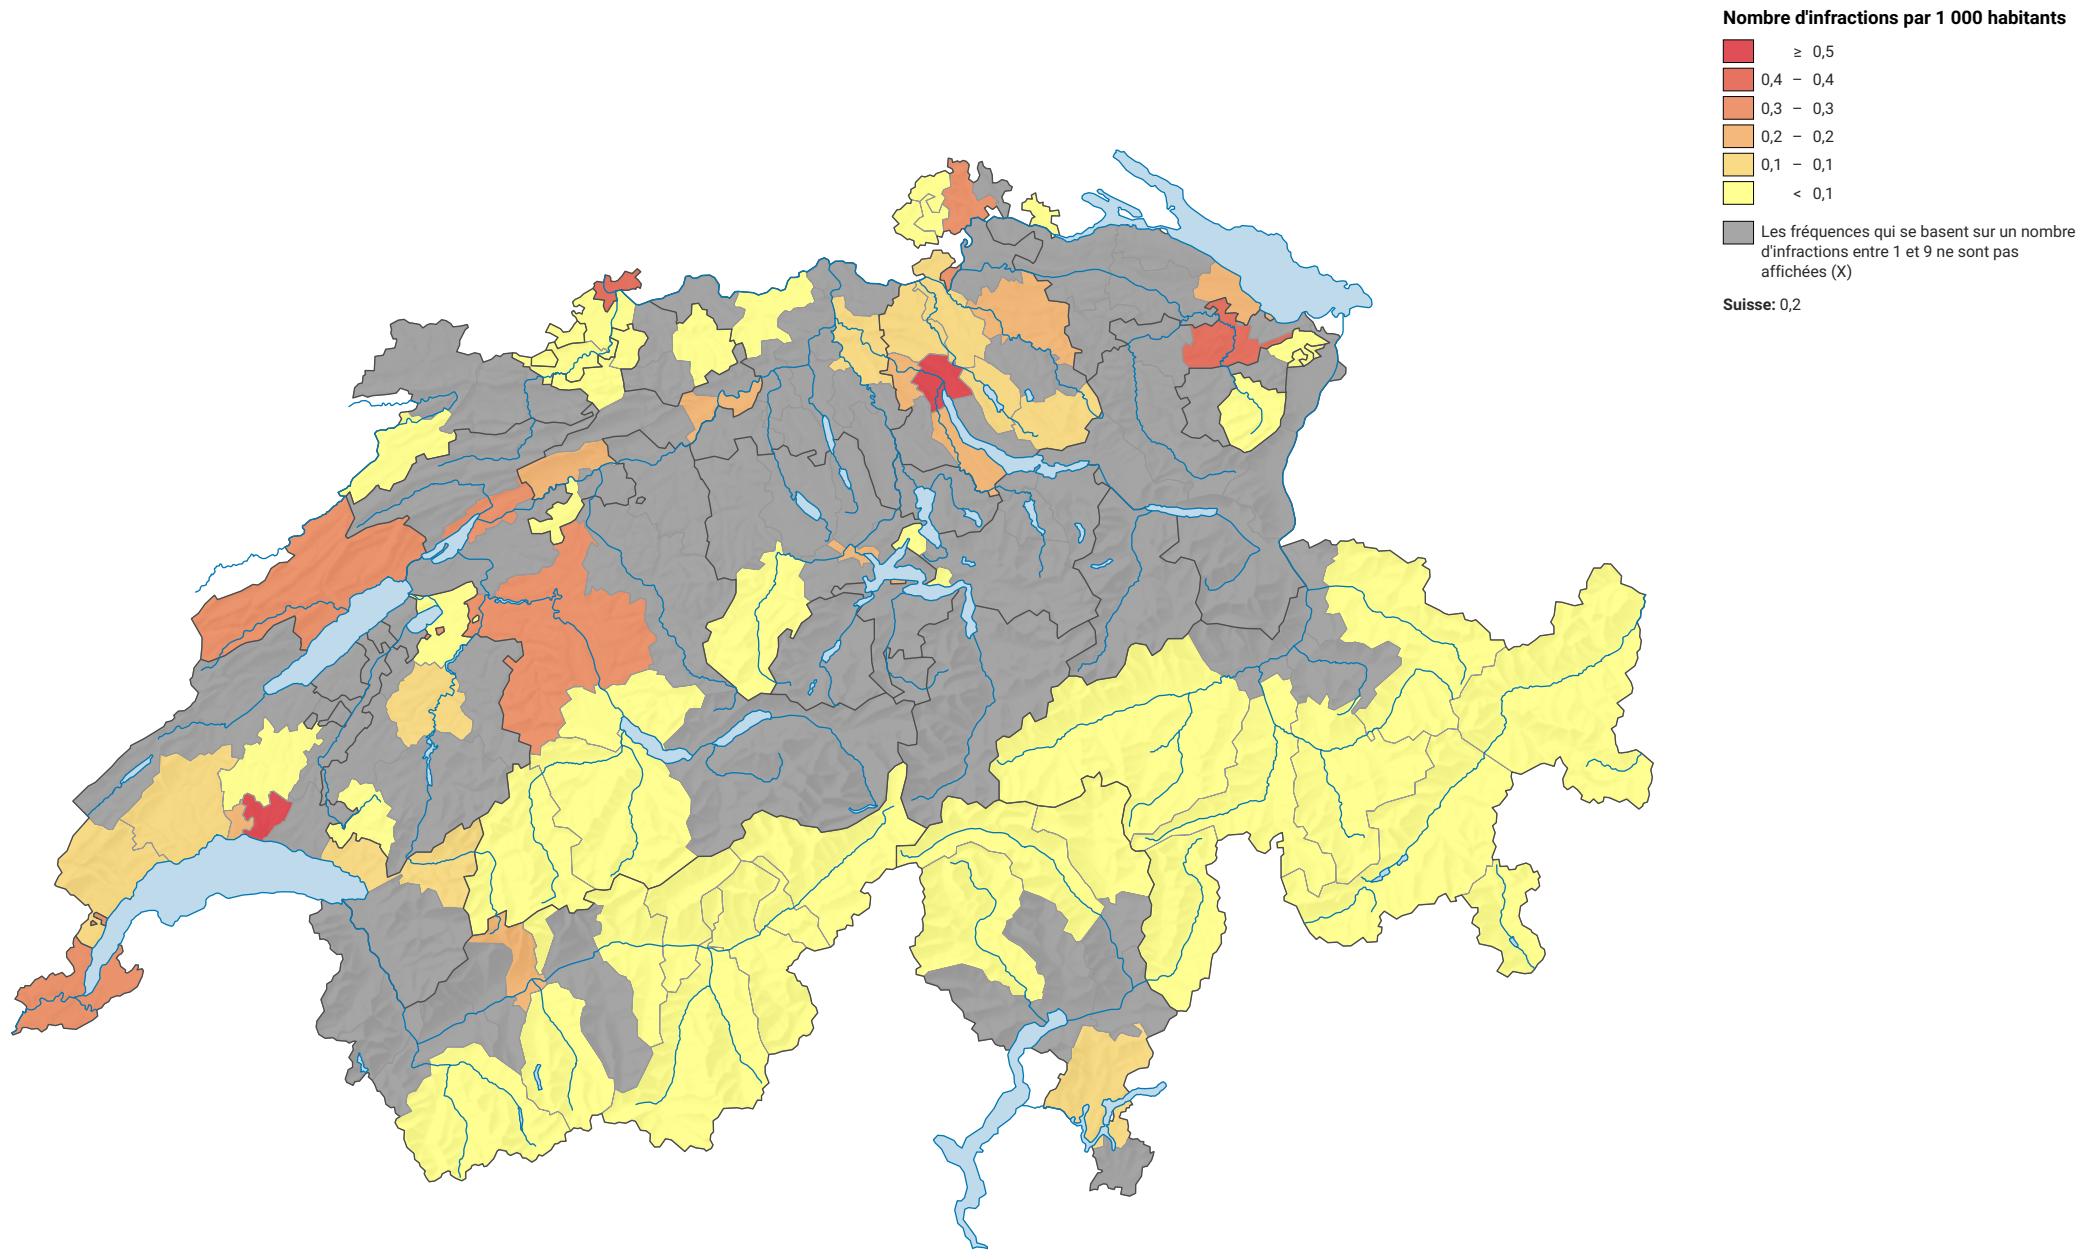 Nombre d'infractions par 1 000 habitants
≥ 0,5
0,4 – 0,4
0,3 – 0,3
0,2 – 0,2
0,1 – 0,1
< 0,1
Les fréquences qui se basent sur un nombre
d'infractions entre 1 et 9 ne sont pas
affichées (X)
Suisse: 0,2